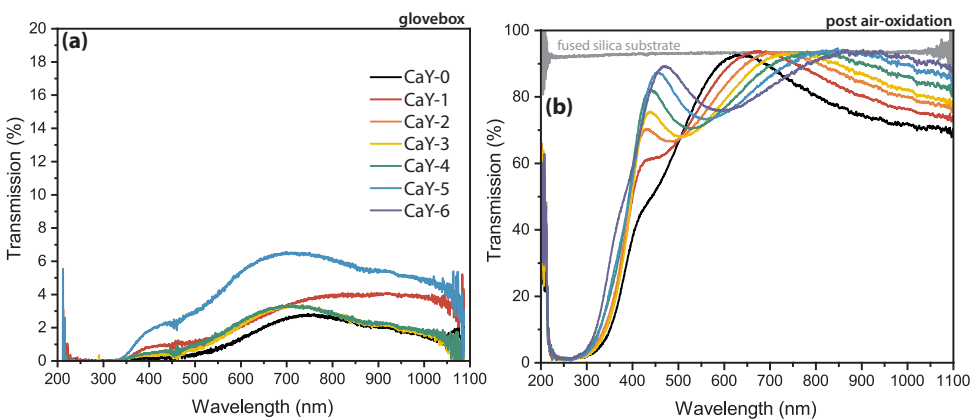 glovebox
post air-oxidation
(a)
CaY-0
CaY-1
CaY-2
CaY-3
CaY-4
CaY-5
CaY-6
Transmission (%)
20
18
16
14
12
10
8
6
4
2
0
200 300 400 500 600 700 800 900 1000 1100
Wavelength (nm)
fused silica substrate
(b)
Transmission (%)
100
80
60
40
20
0
200 300 400 500 600 700 800 900 1000 1100
Wavelength (nm)